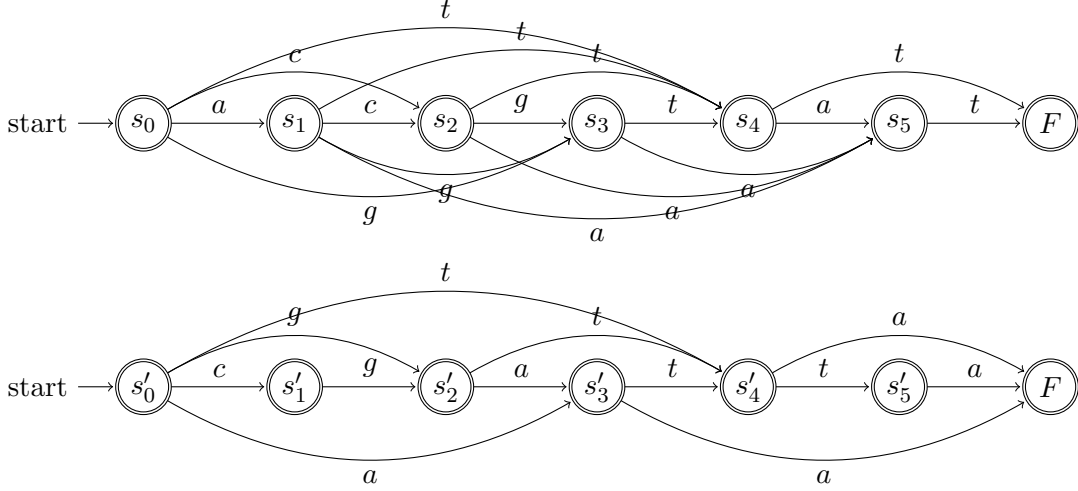 t
t
c t t
start s₀ a s₁ c s₂ g s₃ t s₄ a s₅ t F
g a
g a
a
t
g t a
start s′₀ c s′₁ g s′₂ a s′₃ t s′₄ t s′₅ a F
a a